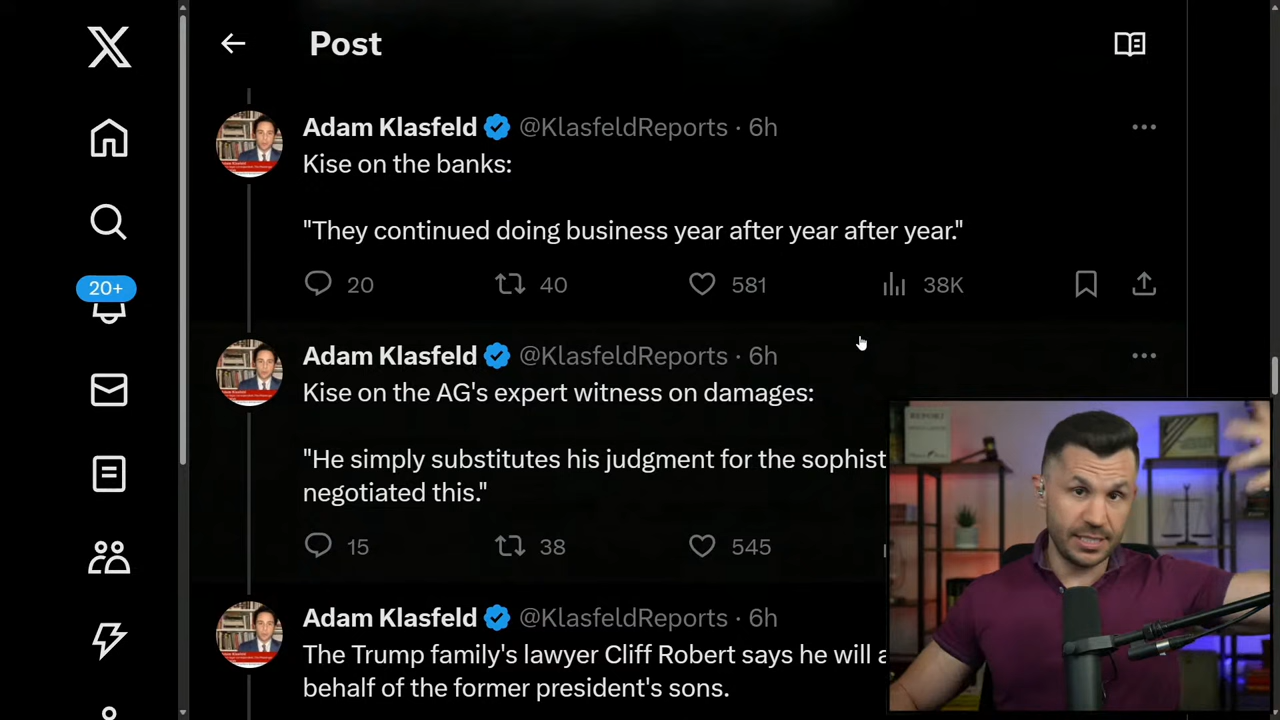 Post
Adam Klasfeld @KlasfeldReports · 6h
Kise on the banks:
"They continued doing business year after year after year."
20 40 581 38K
20+
Adam Klasfeld @KlasfeldReports · 6h
Kise on the AG's expert witness on damages:
"He simply substitutes his judgment for the sophist
negotiated this."
15 38 545
REPORT
Adam Klasfeld @KlasfeldReports · 6h
The Trump family's lawyer Cliff Robert says he will a
behalf of the former president's sons.